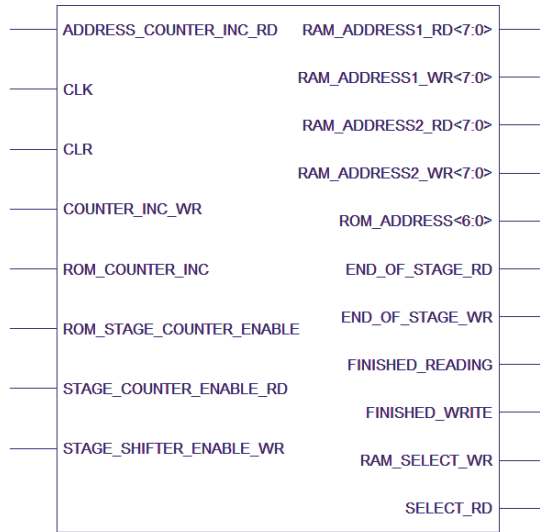 ADDRESS_COUNTER_INC_RD
CLK
CLR
COUNTER_INC_WR
ROM_COUNTER_INC
ROM_STAGE_COUNTER_ENABLE
STAGE_COUNTER_ENABLE_RD
STAGE_SHIFTER_ENABLE_WR
RAM_ADDRESS1_RD<7:0>
RAM_ADDRESS1_WR<7:0>
RAM_ADDRESS2_RD<7:0>
RAM_ADDRESS2_WR<7:0>
ROM_ADDRESS<6:0>
END_OF_STAGE_RD
END_OF_STAGE_WR
FINISHED_READING
FINISHED_WRITE
RAM_SELECT_WR
SELECT_RD